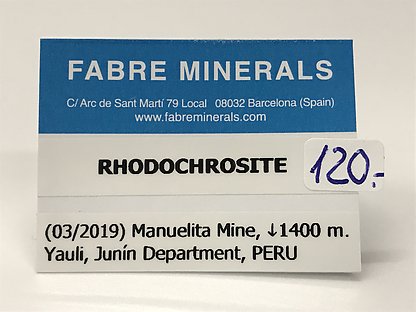 FABRE MINERALS
C/ Arc de Sant Martí 79 Local 08032 Barcelona (Spain)
www.fabreminerals.com
RHODOCHROSITE
120.-
(03/2019) Manuelita Mine, ↓1400 m.
Yauli, Junín Department, PERU